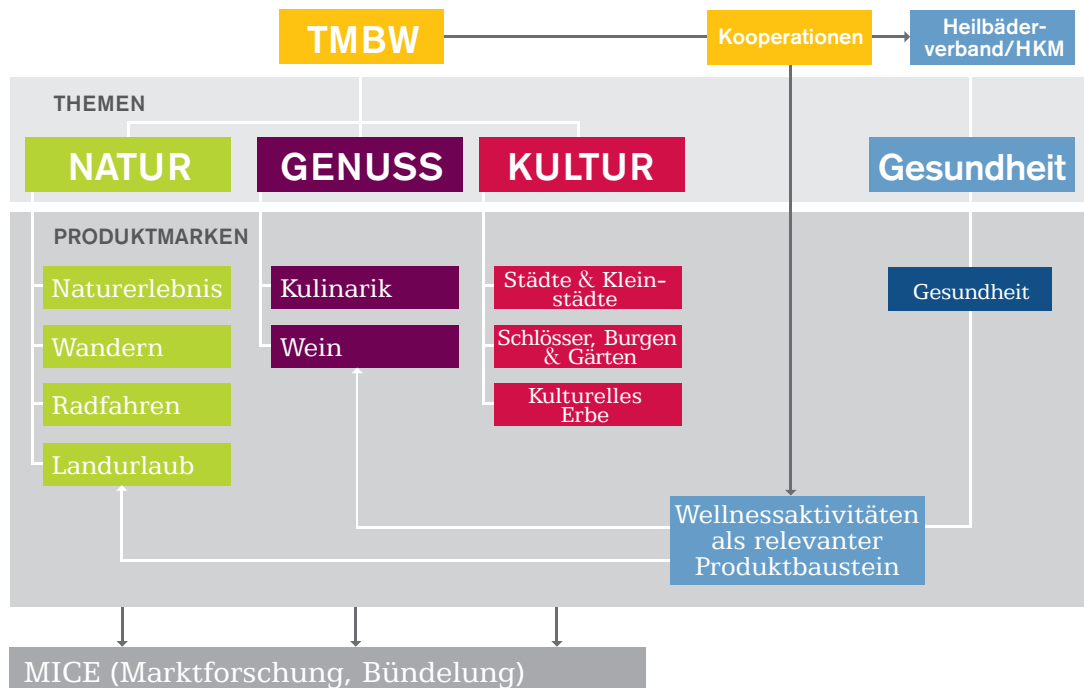 TMBW
Kooperationen
Heilbäder-
verband/HKM
THEMEN
NATUR
GENUSS
KULTUR
Gesundheit
PRODUKTMARKEN
Naturerlebnis
Wandern
Radfahren
Landurlaub
Kulinarik
Wein
Städte & Klein-
städte
Schlösser, Burgen
& Gärten
Kulturelles
Erbe
Gesundheit
Wellnessaktivitäten
als relevanter
Produktbaustein
MICE (Marktforschung, Bündelung)